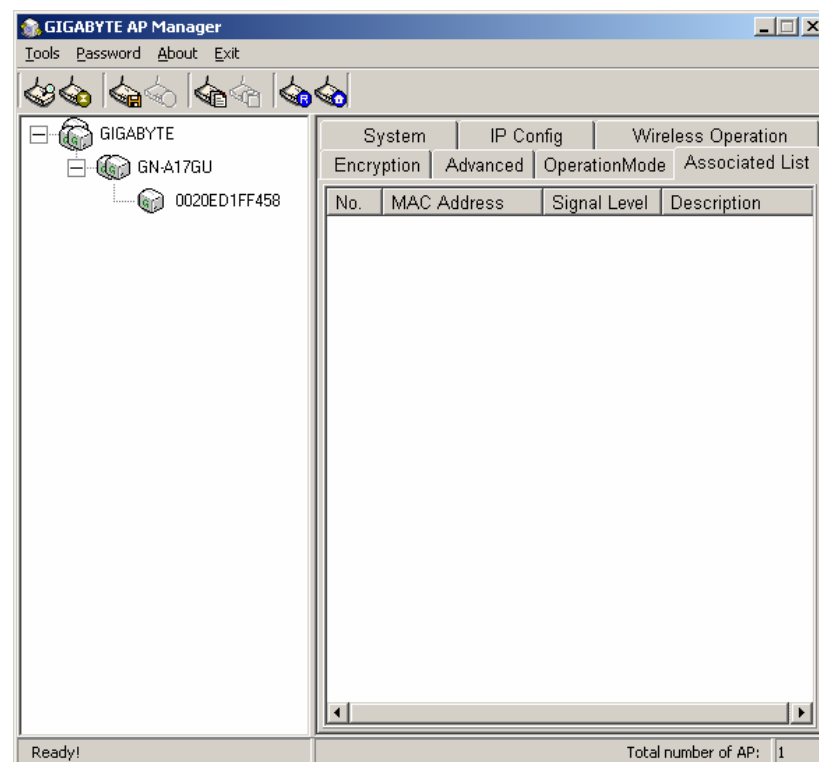 GIGABYTE AP Manager
Tools Password About Exit
GIGABYTE
GN-A17GU
0020ED1FF458
System IP Config Wireless Operation
Encryption Advanced OperationMode Associated List
No. MAC Address Signal Level Description
Ready! Total number of AP: 1